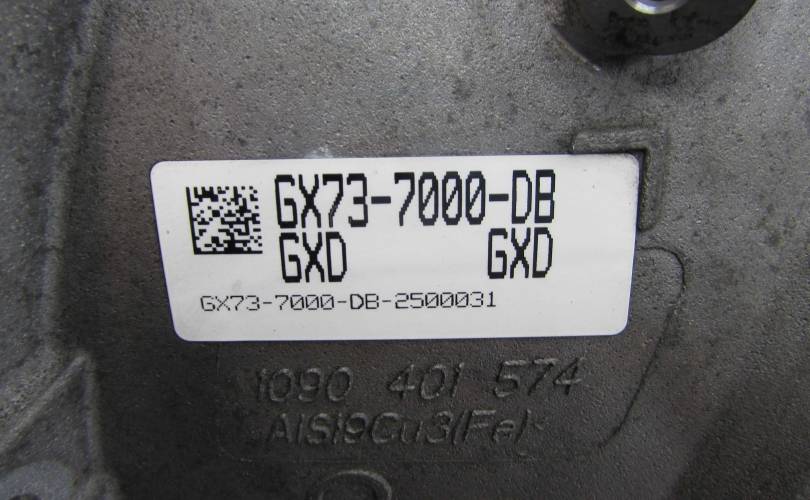 GX73-7000-DB
GXD GXD
GX73-7000-DB-2500031
1090 401 574
AlSi9Cu3(Fe)